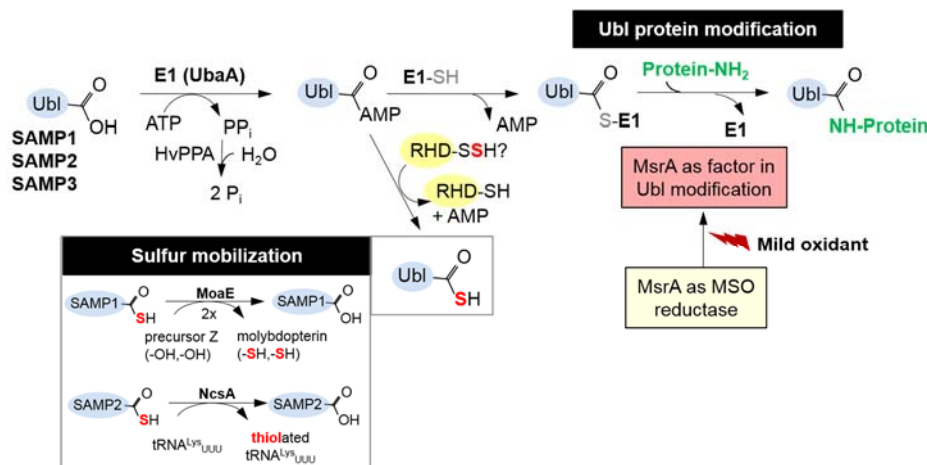 Ubl protein modification
E1 (UbaA)
E1-SH
Protein-NH2
Ubl
O
OH
ATP
PPi
Ubl
O
AMP
AMP
Ubl
O
S-E1
E1
Ubl
O
NH-Protein
SAMP1
SAMP2
SAMP3
HvPPA
H2O
2 Pi
RHD-SSH?
RHD-SH
+ AMP
MsrA as factor in
Ubl modification
Mild oxidant
MsrA as MSO
reductase
Sulfur mobilization
Ubl
O
SH
SAMP1
O
SH
MoaE
2x
SAMP1
O
OH
precursor Z
(-OH,-OH)
molybdopterin
(-SH,-SH)
SAMP2
O
SH
NcsA
SAMP2
O
OH
tRNALysUUU
thiolated
tRNALysUUU